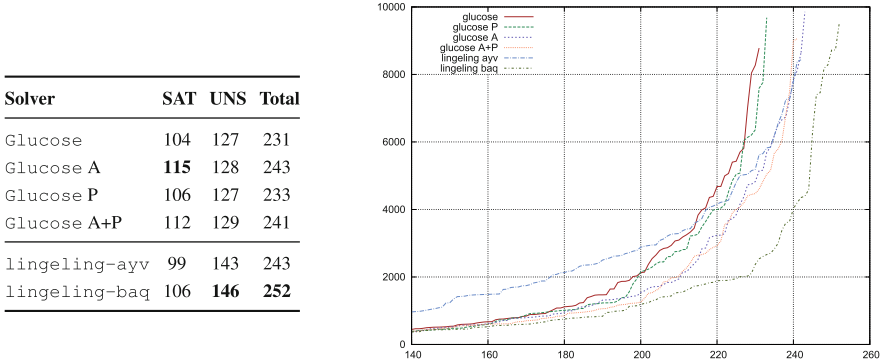 Solver SAT UNS Total
Glucose 104 127 231
Glucose A 115 128 243
Glucose P 106 127 233
Glucose A+P 112 129 241
lingeling-ayv 99 143 243
lingeling-baq 106 146 252
10000
8000
6000
4000
2000
0
glucose
glucose P
glucose A
glucose A+P
lingeling ayv
lingeling baq
140 160 180 200 220 240 260